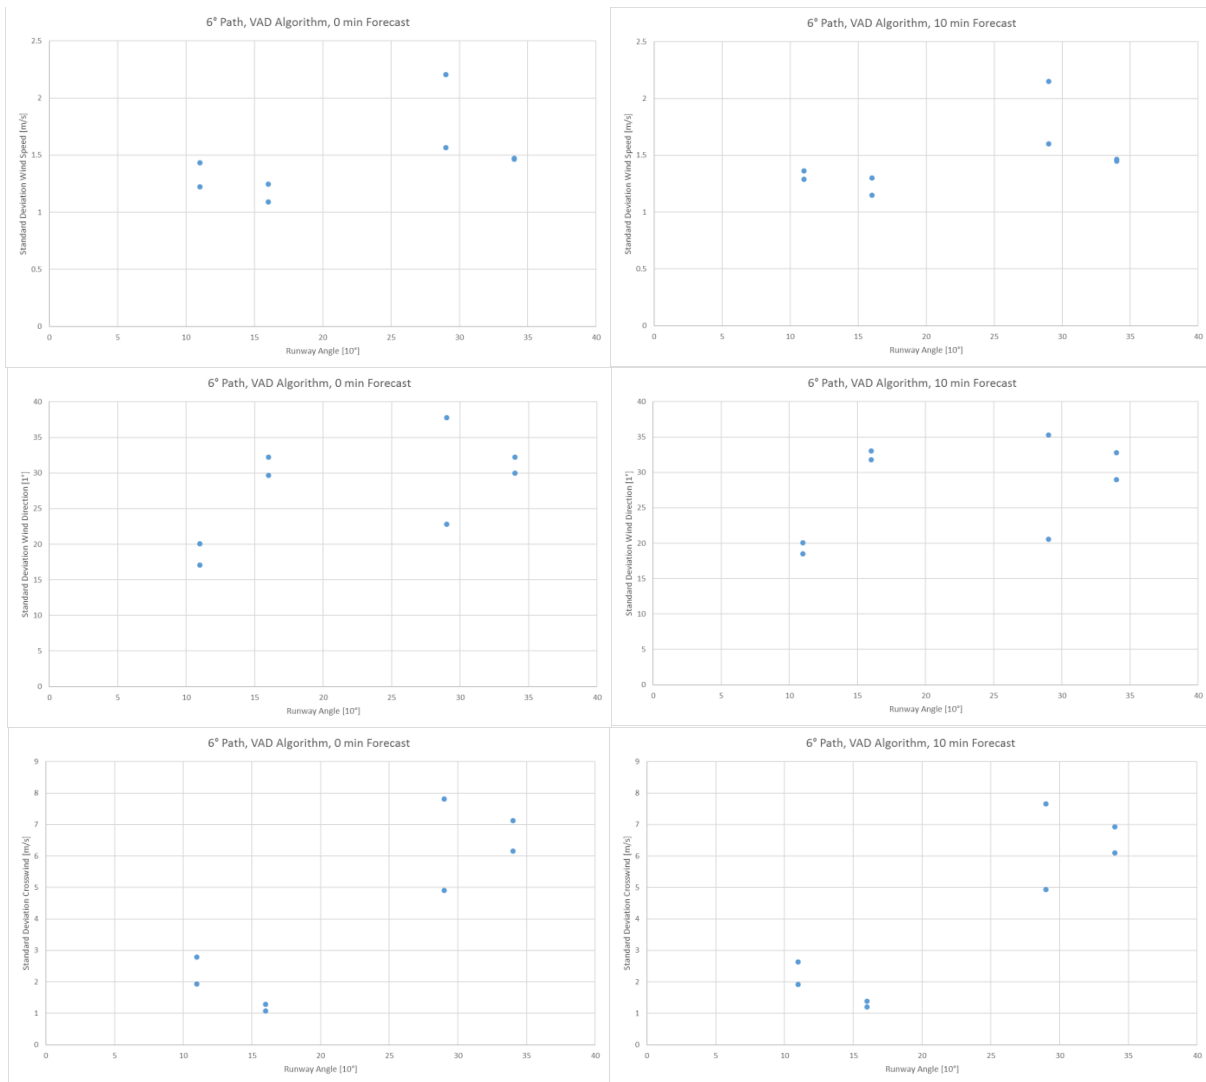 6° Path, VAD Algorithm, 0 min Forecast
Standard Deviation Wind Speed [m/s]
2.5
2
1.5
1
0.5
0
0 5 10 15 20 25 30 35 40
Runway Angle [10°]
6° Path, VAD Algorithm, 10 min Forecast
Standard Deviation Wind Speed [m/s]
2.5
2
1.5
1
0.5
0
0 5 10 15 20 25 30 35 40
Runway Angle [10°]
6° Path, VAD Algorithm, 0 min Forecast
Standard Deviation Wind Direction [1°]
40
35
30
25
20
15
10
5
0
0 5 10 15 20 25 30 35 40
Runway Angle [10°]
6° Path, VAD Algorithm, 10 min Forecast
Standard Deviation Wind Direction [1°]
40
35
30
25
20
15
10
5
0
0 5 10 15 20 25 30 35 40
Runway Angle [10°]
6° Path, VAD Algorithm, 0 min Forecast
Standard Deviation Crosswind [m/s]
9
8
7
6
5
4
3
2
1
0
0 5 10 15 20 25 30 35 40
Runway Angle [10°]
6° Path, VAD Algorithm, 10 min Forecast
Standard Deviation Crosswind [m/s]
9
8
7
6
5
4
3
2
1
0
0 5 10 15 20 25 30 35 40
Runway Angle [10°]